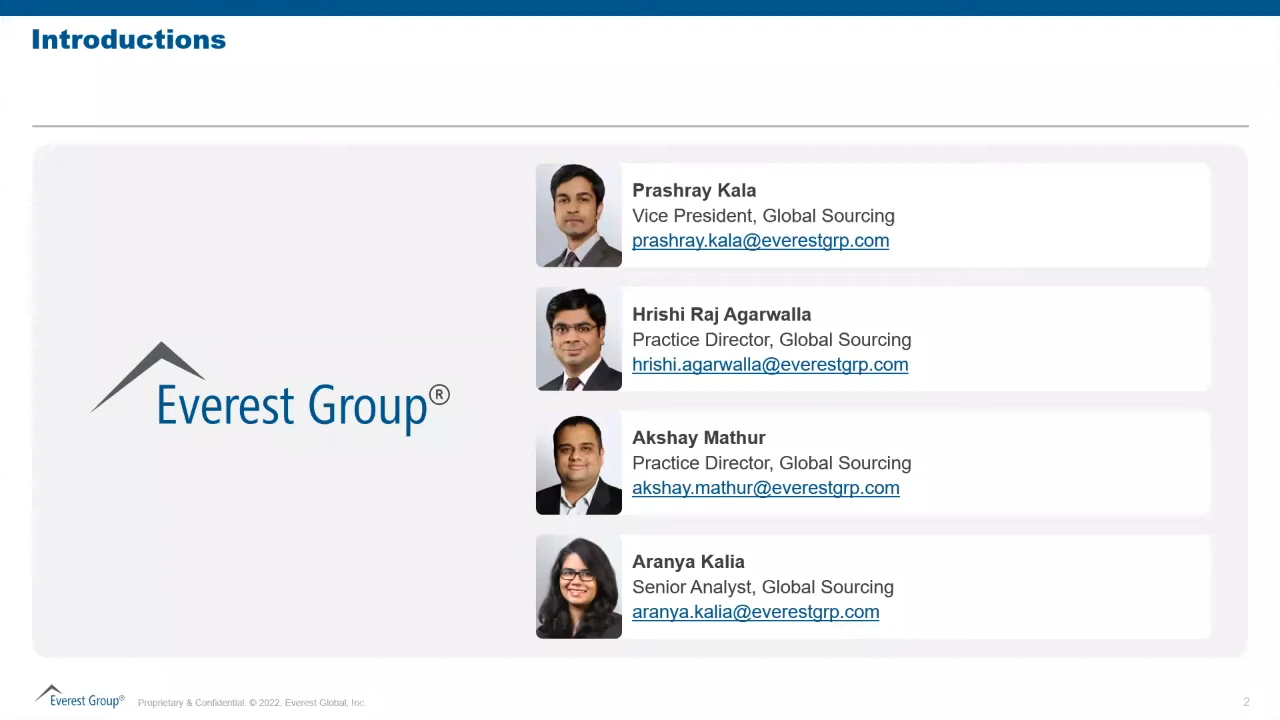 Introductions
Everest Group®
Prashray Kala
Vice President, Global Sourcing
prashray.kala@everestgrp.com
Hrishi Raj Agarwalla
Practice Director, Global Sourcing
hrishi.agarwalla@everestgrp.com
Akshay Mathur
Practice Director, Global Sourcing
akshay.mathur@everestgrp.com
Aranya Kalia
Senior Analyst, Global Sourcing
aranya.kalia@everestgrp.com
Everest Group® Proprietary & Confidential. © 2022, Everest Global, Inc. 2